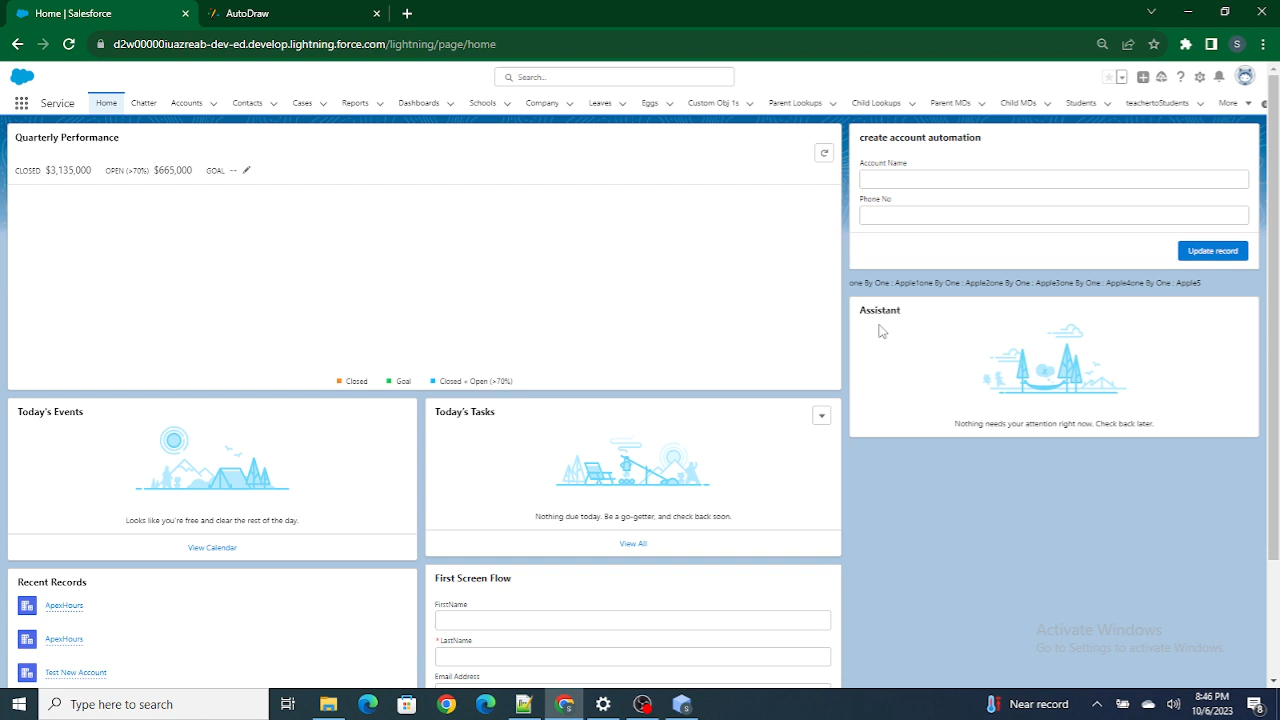 Home | Salesforce
AutoDraw
d2w0000iuazreab-dev-ed.develop.lightning.force.com/lightning/page/home
S
Search...
Service
Home
Chatter
Accounts
Contacts
Cases
Reports
Dashboards
Schools
Company
Leaves
Eggs
Custom Obj 1s
Parent Lookups
Child Lookups
Parent MDs
Child MDs
Students
teachertoStudents
More
Quarterly Performance
CLOSED $3,135,000 OPEN (>70%) $665,000 GOAL --
Closed
Goal
Closed + Open (>70%)
create account automation
Account Name
Phone No
Update record
one By One : Apple1one By One : Apple2one By One : Apple3one By One : Apple4one By One : Apple5
Assistant
Nothing needs your attention right now. Check back later.
Today's Events
Looks like you're free and clear the rest of the day.
View Calendar
Today's Tasks
Nothing due today. Be a go-getter, and check back soon.
View All
Recent Records
ApexHours
ApexHours
Test New Account
First Screen Flow
FirstName
* LastName
Email Address
Activate Windows
Go to Settings to activate Windows.
Type here to search
Near record
8:46 PM
10/6/2023
8